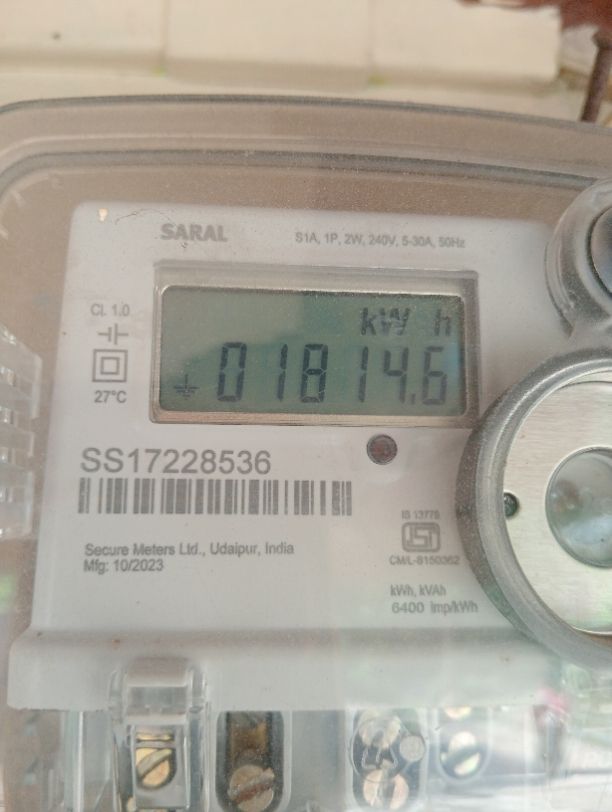 SARAL
S1A, 1P, 2W, 240V, 5-30A, 50Hz
Cl. 1.0
27°C
kW h
01814.6
SS17228536
IS 13779
ISI
CM/L-8150362
Secure Meters Ltd., Udaipur, India
Mfg: 10/2023
kWh, kVAh
6400 imp/kWh